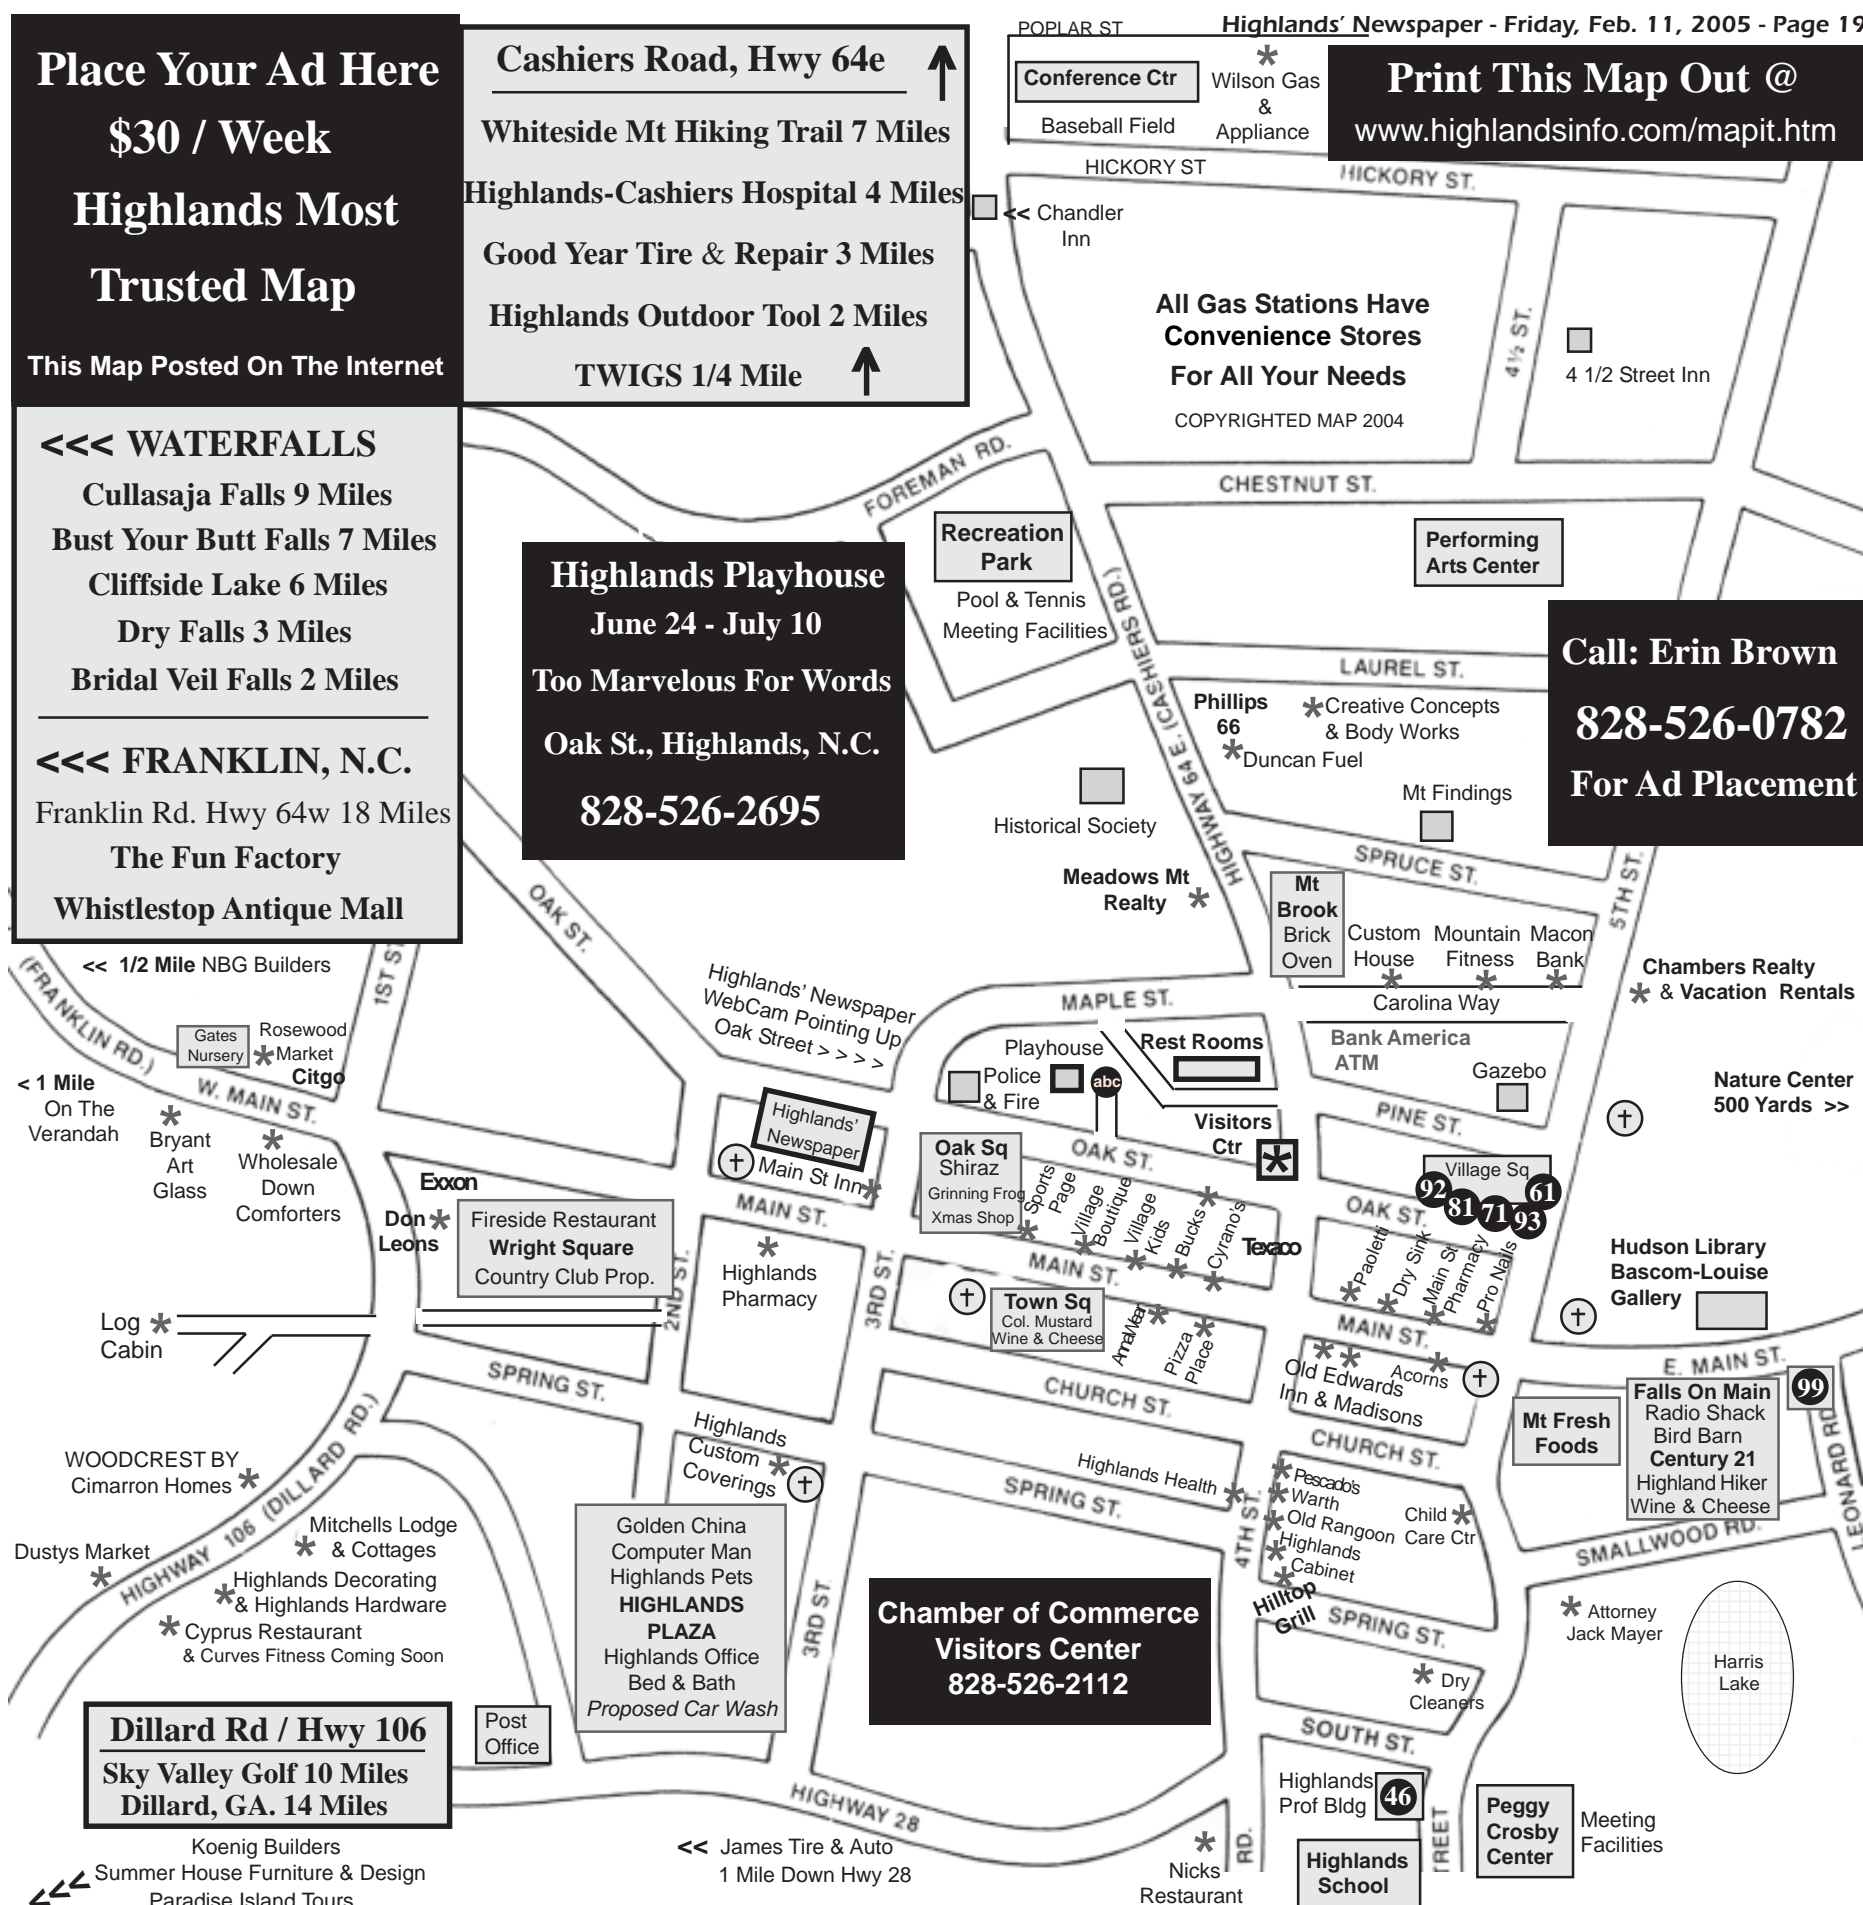 Highlands' Newspaper - Friday, Feb. 11, 2005 - Page 19
Place Your Ad Here
$30 / Week
Highlands Most
Trusted Map
This Map Posted On The Internet
Cashiers Road, Hwy 64e
Whiteside Mt Hiking Trail 7 Miles
Highlands-Cashiers Hospital 4 Miles
Good Year Tire & Repair 3 Miles
Highlands Outdoor Tool 2 Miles
TWIGS 1/4 Mile
POPLAR ST
Conference Ctr
Baseball Field
Wilson Gas
&
Appliance
Print This Map Out @
www.highlandsinfo.com/mapit.htm
HICKORY ST
HICKORY ST.
<< Chandler
Inn
All Gas Stations Have
Convenience Stores
For All Your Needs
COPYRIGHTED MAP 2004
4½ ST.
4 1/2 Street Inn
<<< WATERFALLS
Cullasaja Falls 9 Miles
Bust Your Butt Falls 7 Miles
Cliffside Lake 6 Miles
Dry Falls 3 Miles
Bridal Veil Falls 2 Miles
<<< FRANKLIN, N.C.
Franklin Rd. Hwy 64w 18 Miles
The Fun Factory
Whistlestop Antique Mall
FOREMAN RD.
CHESTNUT ST.
Recreation
Park
Pool & Tennis
Meeting Facilities
Performing
Arts Center
Highlands Playhouse
June 24 - July 10
Too Marvelous For Words
Oak St., Highlands, N.C.
828-526-2695
HIGHWAY 64 E. (CASHIERS RD.)
LAUREL ST.
Call: Erin Brown
828-526-0782
For Ad Placement
Phillips
66
Duncan Fuel
Creative Concepts
& Body Works
Mt Findings
Historical Society
SPRUCE ST.
5TH ST.
Meadows Mt
Realty
Mt
Brook
Brick
Oven
Custom
House
Mountain
Fitness
Macon
Bank
Carolina Way
Chambers Realty
& Vacation Rentals
OAK ST.
<< 1/2 Mile NBG Builders
(FRANKLIN RD.)
1ST ST
Gates
Nursery
Rosewood
Market
Citgo
W. MAIN ST.
< 1 Mile
On The
Verandah
Bryant
Art
Glass
Wholesale
Down
Comforters
Highlands' Newspaper
WebCam Pointing Up
Oak Street > > > >
MAPLE ST.
Playhouse
Police
& Fire
abc
Rest Rooms
Bank America
ATM
Gazebo
PINE ST.
Nature Center
500 Yards >>
Highlands'
Newspaper
Main St Inn
Visitors
Ctr
Oak Sq
Shiraz
Grinning Frog
Xmas Shop
OAK ST.
Sports
Page
Village
Boutique
Village
Kids
Bucks
Cyrano's
Texaco
Village Sq
92
81
71
93
61
OAK ST.
Paoletti
Dry Sink
Main St
Pharmacy
Pro Nails
Exxon
Don
Leons
Fireside Restaurant
Wright Square
Country Club Prop.
MAIN ST.
2ND ST.
Highlands
Pharmacy
3RD ST.
MAIN ST.
Town Sq
Col. Mustard
Wine & Cheese
AnnaWear
Pizza
Place
MAIN ST.
Hudson Library
Bascom-Louise
Gallery
E. MAIN ST.
Log
Cabin
SPRING ST.
CHURCH ST.
Old Edwards
Inn & Madisons
Acorns
CHURCH ST.
Mt Fresh
Foods
Falls On Main
Radio Shack
Bird Barn
Century 21
Highland Hiker
Wine & Cheese
99
LEONARD RD.
WOODCREST BY
Cimarron Homes
HIGHWAY 106 (DILLARD RD.)
Highlands
Custom
Coverings
Highlands Health
SPRING ST.
4TH ST.
Pescado's
Warth
Old Rangoon
Highlands
Cabinet
Hilltop
Grill
Child
Care Ctr
SMALLWOOD RD.
Dustys Market
Mitchells Lodge
& Cottages
Highlands Decorating
& Highlands Hardware
Cyprus Restaurant
& Curves Fitness Coming Soon
Golden China
Computer Man
Highlands Pets
HIGHLANDS
PLAZA
Highlands Office
Bed & Bath
Proposed Car Wash
3RD ST.
Chamber of Commerce
Visitors Center
828-526-2112
SPRING ST.
Dry
Cleaners
Attorney
Jack Mayer
Harris
Lake
Dillard Rd / Hwy 106
Sky Valley Golf 10 Miles
Dillard, GA. 14 Miles
Post
Office
SOUTH ST.
HIGHWAY 28
Highlands
Prof Bldg
46
Peggy
Crosby
Center
Meeting
Facilities
Koenig Builders
Summer House Furniture & Design
Paradise Island Tours
<<<
<< James Tire & Auto
1 Mile Down Hwy 28
Nicks
Restaurant
RD.
Highlands
School
TREET